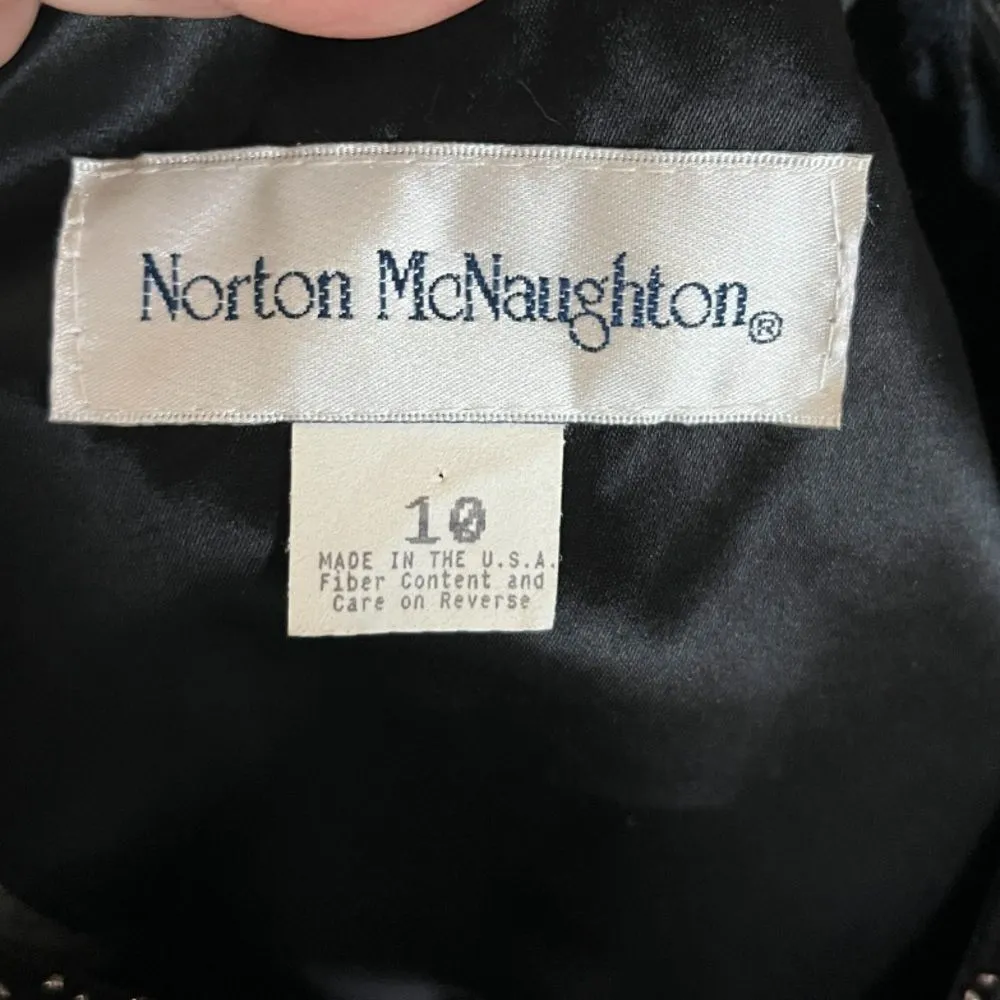 Norton McNaughton®
10
MADE IN THE U.S.A.
Fiber Content and
Care on Reverse